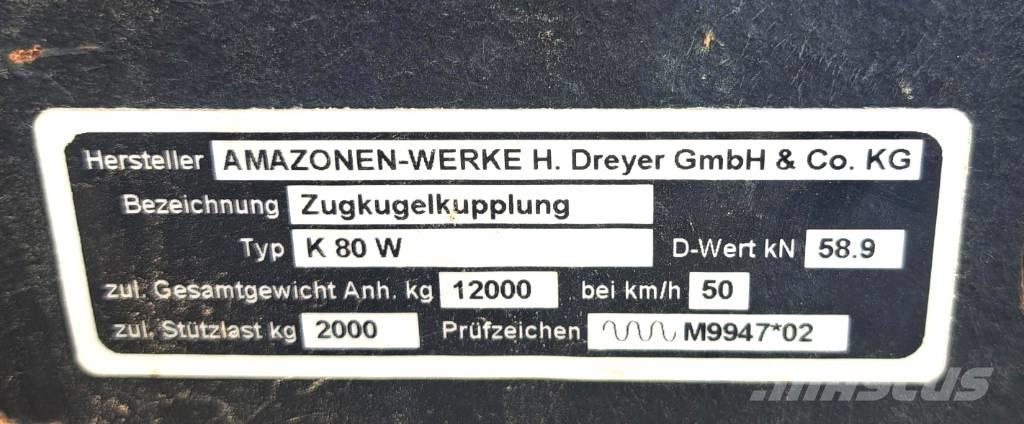 Hersteller AMAZONEN-WERKE H. Dreyer GmbH & Co. KG
Bezeichnung Zugkugelkupplung
Typ K 80 W D-Wert kN 58.9
zul. Gesamtgewicht Anh. kg 12000 bei km/h 50
zul. Stützlast kg 2000 Prüfzeichen M9947*02
MASCUS